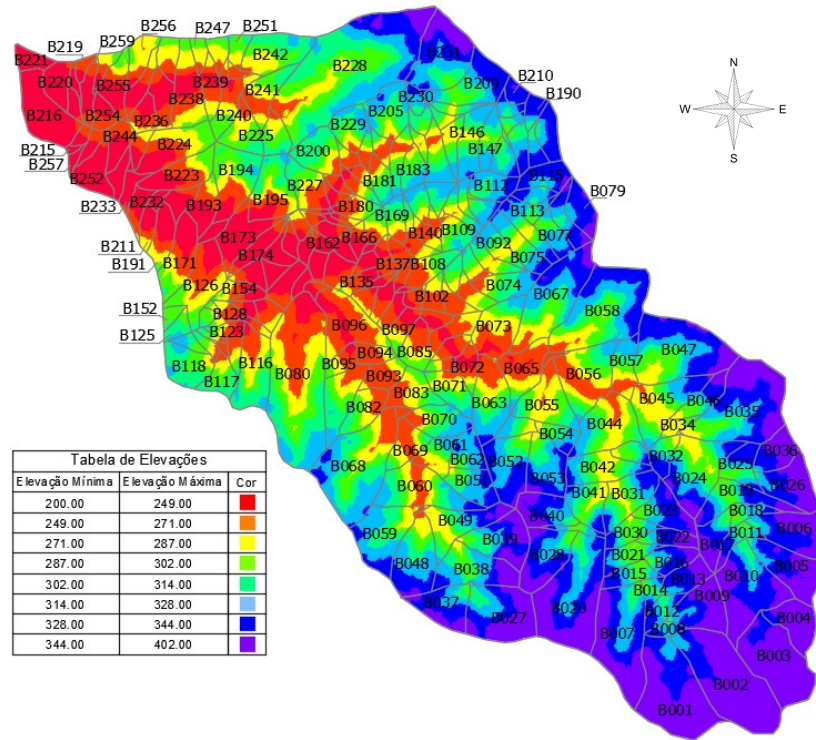 B256
B247
B251
B219
B259
B242
B221
B228
B231
B220
B255
B239
B241
B209
B210
B230
B190
B238
B205
B216
B254
B236
B240
B229
B244
B225
B146
B224
B200
B147
B215
B257
B252
B223
B194
B227
B181
B183
B112
B115
B079
B233
B232
B193
B195
B180
B169
B113
B211
B173
B162
B166
B140
B109
B092
B077
B191
B171
B174
B137
B108
B075
B126
B154
B135
B102
B074
B067
B152
B128
B123
B096
B097
B073
B058
B125
B118
B116
B095
B094
B085
B072
B065
B056
B057
B047
B117
B080
B093
B083
B071
B082
B063
B055
B045
B046
B035
B070
B054
B044
B034
B069
B061
B062
B052
B032
B036
B068
B053
B042
B025
B060
B051
B041
B031
B024
B019
B026
B049
B040
B023
B018
B059
B039
B030
B022
B017
B011
B006
B048
B038
B028
B021
B016
B005
B015
B013
B010
B037
B014
B009
B027
B020
B012
B004
B007
B008
B003
B002
B001
N
W E
S
Tabela de Elevações
Elevação Mínima Elevação Máxima Cor
200.00 249.00
249.00 271.00
271.00 287.00
287.00 302.00
302.00 314.00
314.00 328.00
328.00 344.00
344.00 402.00